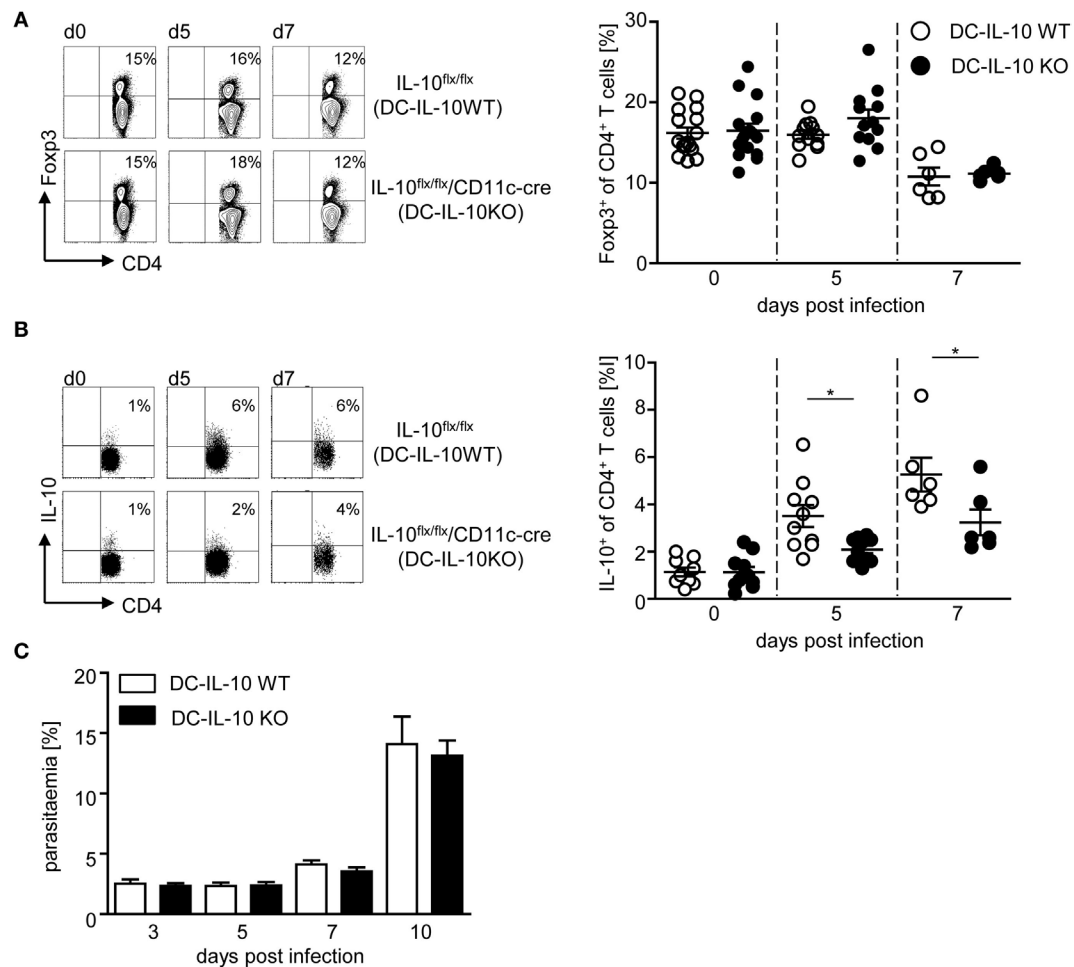 A
d0 d5 d7
15% 16% 12%
IL-10flx/flx
(DC-IL-10WT)
15% 18% 12%
IL-10flx/flx/CD11c-cre
(DC-IL-10KO)
Foxp3
CD4
Foxp3+ of CD4+ T cells [%]
30
20
10
0
DC-IL-10 WT
DC-IL-10 KO
0 5 7
days post infection
B
d0 d5 d7
1% 6% 6%
IL-10flx/flx
(DC-IL-10WT)
1% 2% 4%
IL-10flx/flx/CD11c-cre
(DC-IL-10KO)
IL-10
CD4
IL-10+ of CD4+ T cells [%l
10
8
6
4
2
0
* *
0 5 7
days post infection
C
parasitaemia [%]
20
15
10
5
0
DC-IL-10 WT
DC-IL-10 KO
3 5 7 10
days post infection